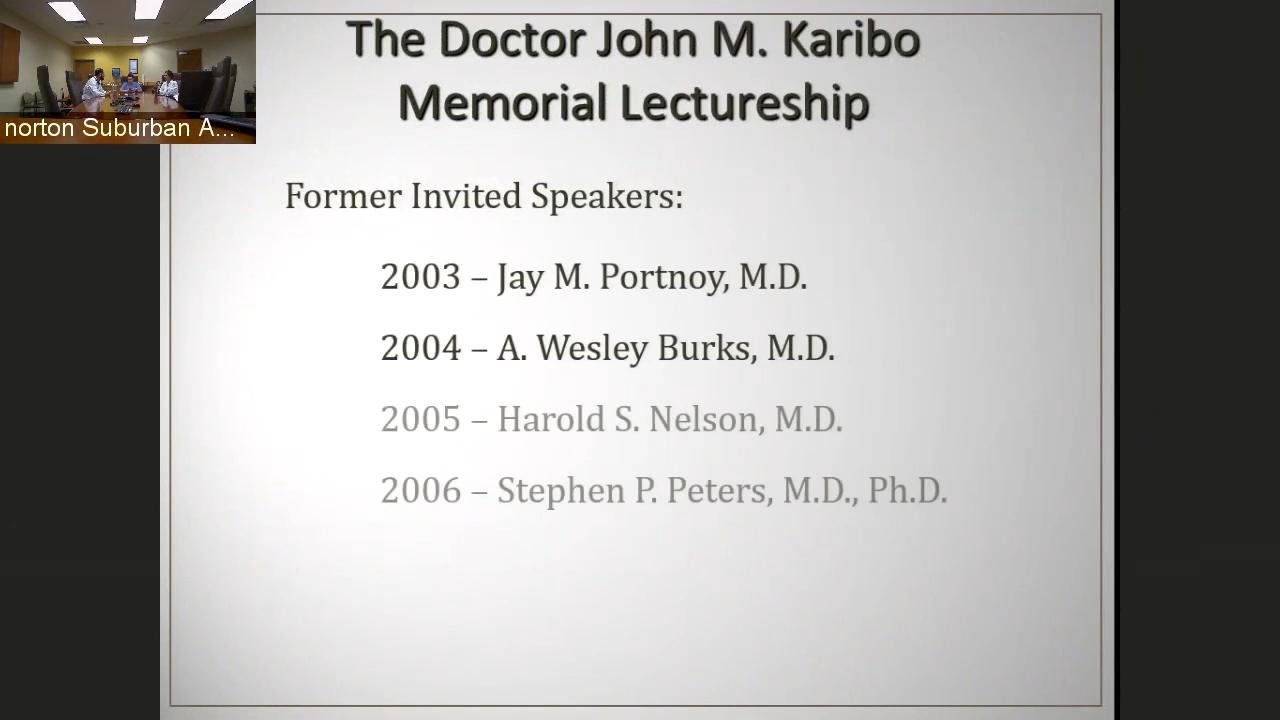 The Doctor John M. Karibo
Memorial Lectureship
norton Suburban A...
Former Invited Speakers:
2003 – Jay M. Portnoy, M.D.
2004 – A. Wesley Burks, M.D.
2005 – Harold S. Nelson, M.D.
2006 – Stephen P. Peters, M.D., Ph.D.